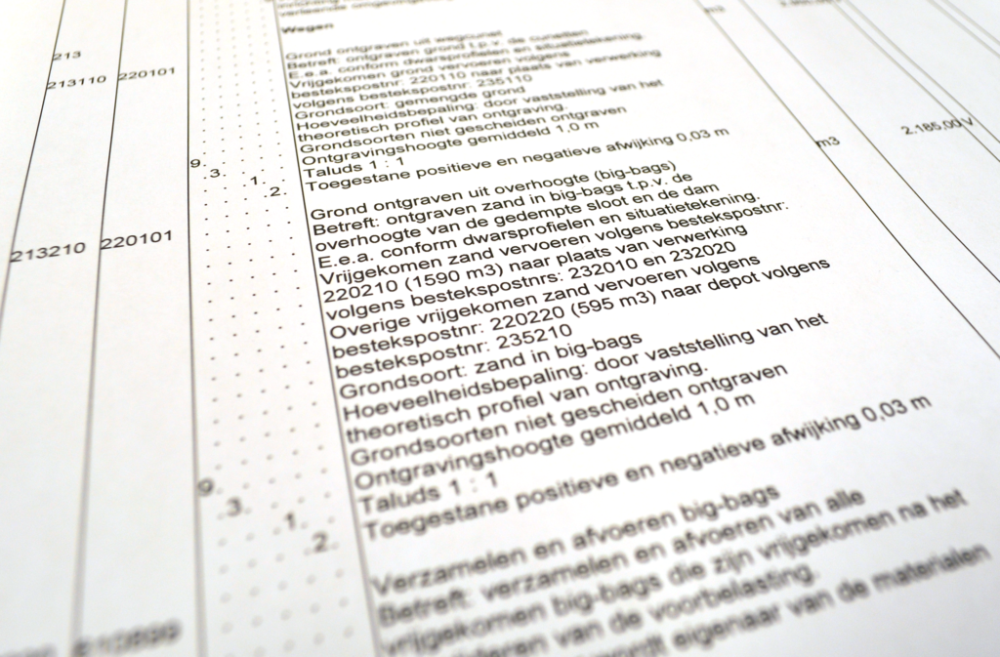 verleende
Wegen
213
213110 220101 Grond ontgraven uit wegcunet m3
Betreft: ontgraven grond t.p.v. de cunetten
E.e.a. conform dwarsprofielen en situatietekening.
Vrijgekomen grond vervoeren volgens
bestekspostnr: 220110 naar plaats van verwerking
volgens bestekspostnr: 235110
Grondsoort: gemengde grond
Hoeveelheidsbepaling: door vaststelling van het
theoretisch profiel van ontgraving.
9. Grondsoorten niet gescheiden ontgraven
.3. Ontgravingshoogte gemiddeld 1,0 m
.1. Taluds 1 : 1
.2. Toegestane positieve en negatieve afwijking 0,03 m
213210 220101 Grond ontgraven uit overhoogte (big-bags) m3 2.185,00 V
Betreft: ontgraven zand in big-bags t.p.v. de
overhoogte van de gedempte sloot en de dam
E.e.a. conform dwarsprofielen en situatietekening.
Vrijgekomen zand vervoeren volgens bestekspostnr:
220210 (1590 m3) naar plaats van verwerking
volgens bestekspostnrs: 232010 en 232020
Overige vrijgekomen zand vervoeren volgens
bestekspostnr: 220220 (595 m3) naar depot volgens
bestekspostnr: 235210
Grondsoort: zand in big-bags
Hoeveelheidsbepaling: door vaststelling van het
theoretisch profiel van ontgraving.
9. Grondsoorten niet gescheiden ontgraven
.3. Ontgravingshoogte gemiddeld 1,0 m
.1. Taluds 1 : 1
.2. Toegestane positieve en negatieve afwijking 0,03 m
Verzamelen en afvoeren big-bags
Betreft: verzamelen en afvoeren van alle
vrijgekomen big-bags die zijn vrijgekomen na het
van de voorbelasting.
wordt eigenaar van de materialen